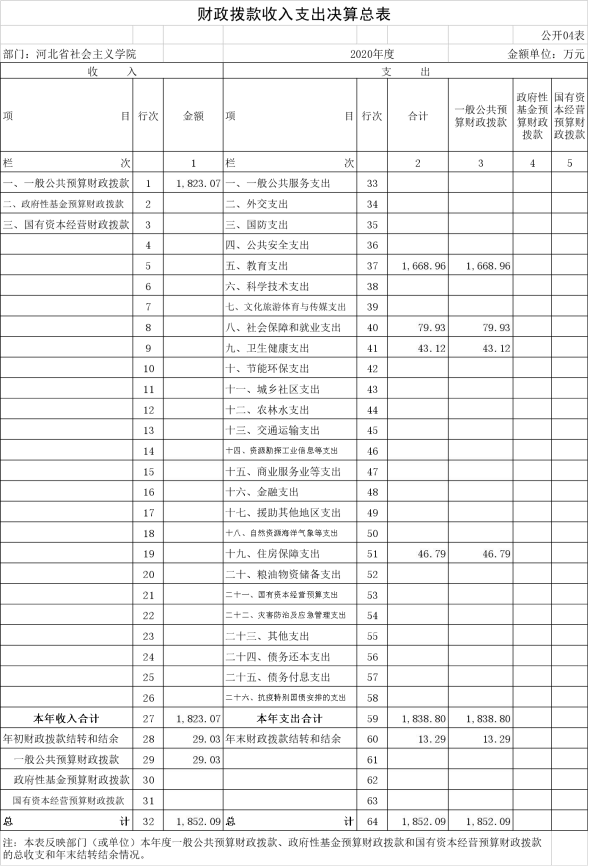 财政拨款收入支出决算总表
公开04表
部门：河北省社会主义学院 2020年度 金额单位：万元
收 入 支 出
项 目 行次 金额 项 目 行次 合计 一般公共预算财政拨款 政府性基金预算财政拨款 国有资本经营预算财政拨款
栏 次 1 栏 次 2 3 4 5
一、一般公共预算财政拨款 1 1,823.07 一、一般公共服务支出 33
二、政府性基金预算财政拨款 2 二、外交支出 34
三、国有资本经营财政拨款 3 三、国防支出 35
4 四、公共安全支出 36
5 五、教育支出 37 1,668.96 1,668.96
6 六、科学技术支出 38
7 七、文化旅游体育与传媒支出 39
8 八、社会保障和就业支出 40 79.93 79.93
9 九、卫生健康支出 41 43.12 43.12
10 十、节能环保支出 42
11 十一、城乡社区支出 43
12 十二、农林水支出 44
13 十三、交通运输支出 45
14 十四、资源勘探工业信息等支出 46
15 十五、商业服务业等支出 47
16 十六、金融支出 48
17 十七、援助其他地区支出 49
18 十八、自然资源海洋气象等支出 50
19 十九、住房保障支出 51 46.79 46.79
20 二十、粮油物资储备支出 52
21 二十一、国有资本经营预算支出 53
22 二十二、灾害防治及应急管理支出 54
23 二十三、其他支出 55
24 二十四、债务还本支出 56
25 二十五、债务付息支出 57
26 二十六、抗疫特别国债安排的支出 58
本年收入合计 27 1,823.07 本年支出合计 59 1,838.80 1,838.80
年初财政拨款结转和结余 28 29.03 年末财政拨款结转和结余 60 13.29 13.29
一般公共预算财政拨款 29 29.03 61
政府性基金预算财政拨款 30 62
国有资本经营预算财政拨款 31 63
总 计 32 1,852.09 总 计 64 1,852.09 1,852.09
注：本表反映部门（或单位）本年度一般公共预算财政拨款、政府性基金预算财政拨款和国有资本经营预算财政拨款
的总收支和年末结转结余情况。